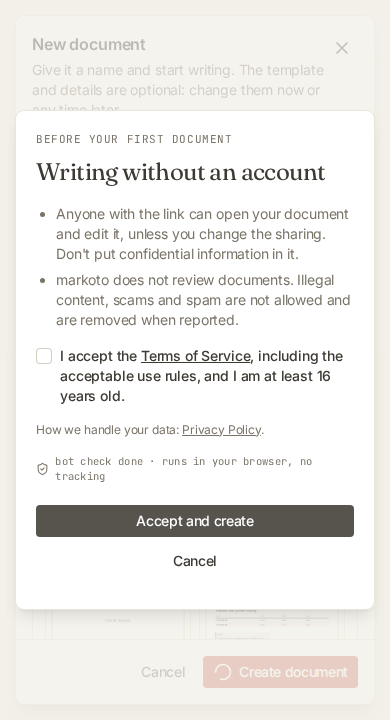 New document
Give it a name and start writing. The template
and details are optional: change them now or
any time later.
BEFORE YOUR FIRST DOCUMENT
Writing without an account
• Anyone with the link can open your document
and edit it, unless you change the sharing.
Don't put confidential information in it.
• markoto does not review documents. Illegal
content, scams and spam are not allowed and
are removed when reported.
I accept the Terms of Service, including the
acceptable use rules, and I am at least 16
years old.
How we handle your data: Privacy Policy.
bot check done · runs in your browser, no
tracking
Accept and create
Cancel
Cancel
Create document